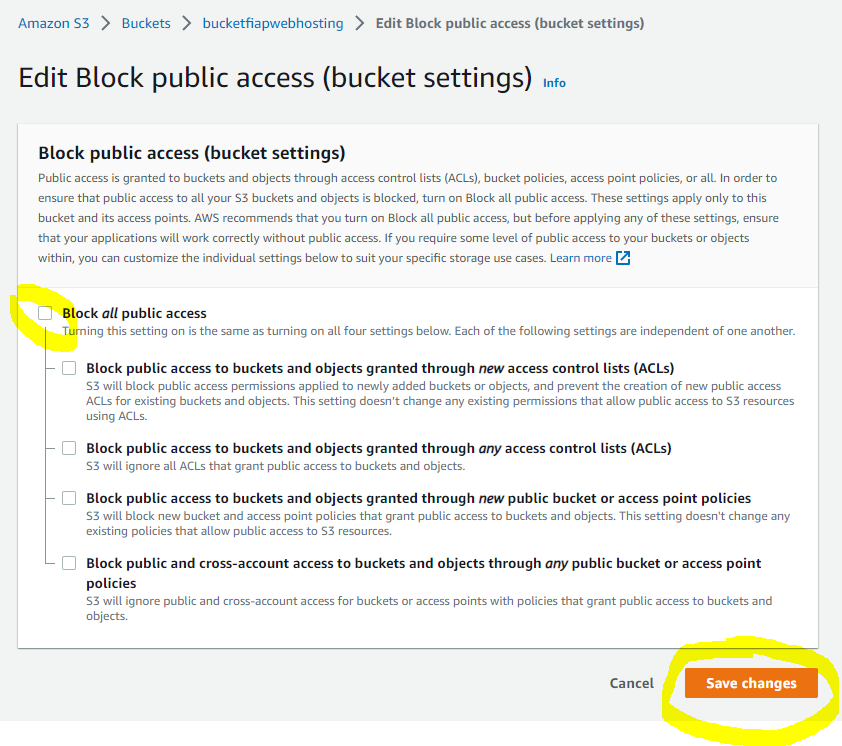 Amazon S3 > Buckets > bucketfiapwebhosting > Edit Block public access (bucket settings)
Edit Block public access (bucket settings) Info
Block public access (bucket settings)
Public access is granted to buckets and objects through access control lists (ACLs), bucket policies, access point policies, or all. In order to
ensure that public access to all your S3 buckets and objects is blocked, turn on Block all public access. These settings apply only to this
bucket and its access points. AWS recommends that you turn on Block all public access, but before applying any of these settings, ensure
that your applications will work correctly without public access. If you require some level of public access to your buckets or objects
within, you can customize the individual settings below to suit your specific storage use cases. Learn more
Block all public access
Turning this setting on is the same as turning on all four settings below. Each of the following settings are independent of one another.
Block public access to buckets and objects granted through new access control lists (ACLs)
S3 will block public access permissions applied to newly added buckets or objects, and prevent the creation of new public access
ACLs for existing buckets and objects. This setting doesn't change any existing permissions that allow public access to S3 resources
using ACLs.
Block public access to buckets and objects granted through any access control lists (ACLs)
S3 will ignore all ACLs that grant public access to buckets and objects.
Block public access to buckets and objects granted through new public bucket or access point policies
S3 will block new bucket and access point policies that grant public access to buckets and objects. This setting doesn't change any
existing policies that allow public access to S3 resources.
Block public and cross-account access to buckets and objects through any public bucket or access point
policies
S3 will ignore public and cross-account access for buckets or access points with policies that grant public access to buckets and
objects.
Cancel Save changes